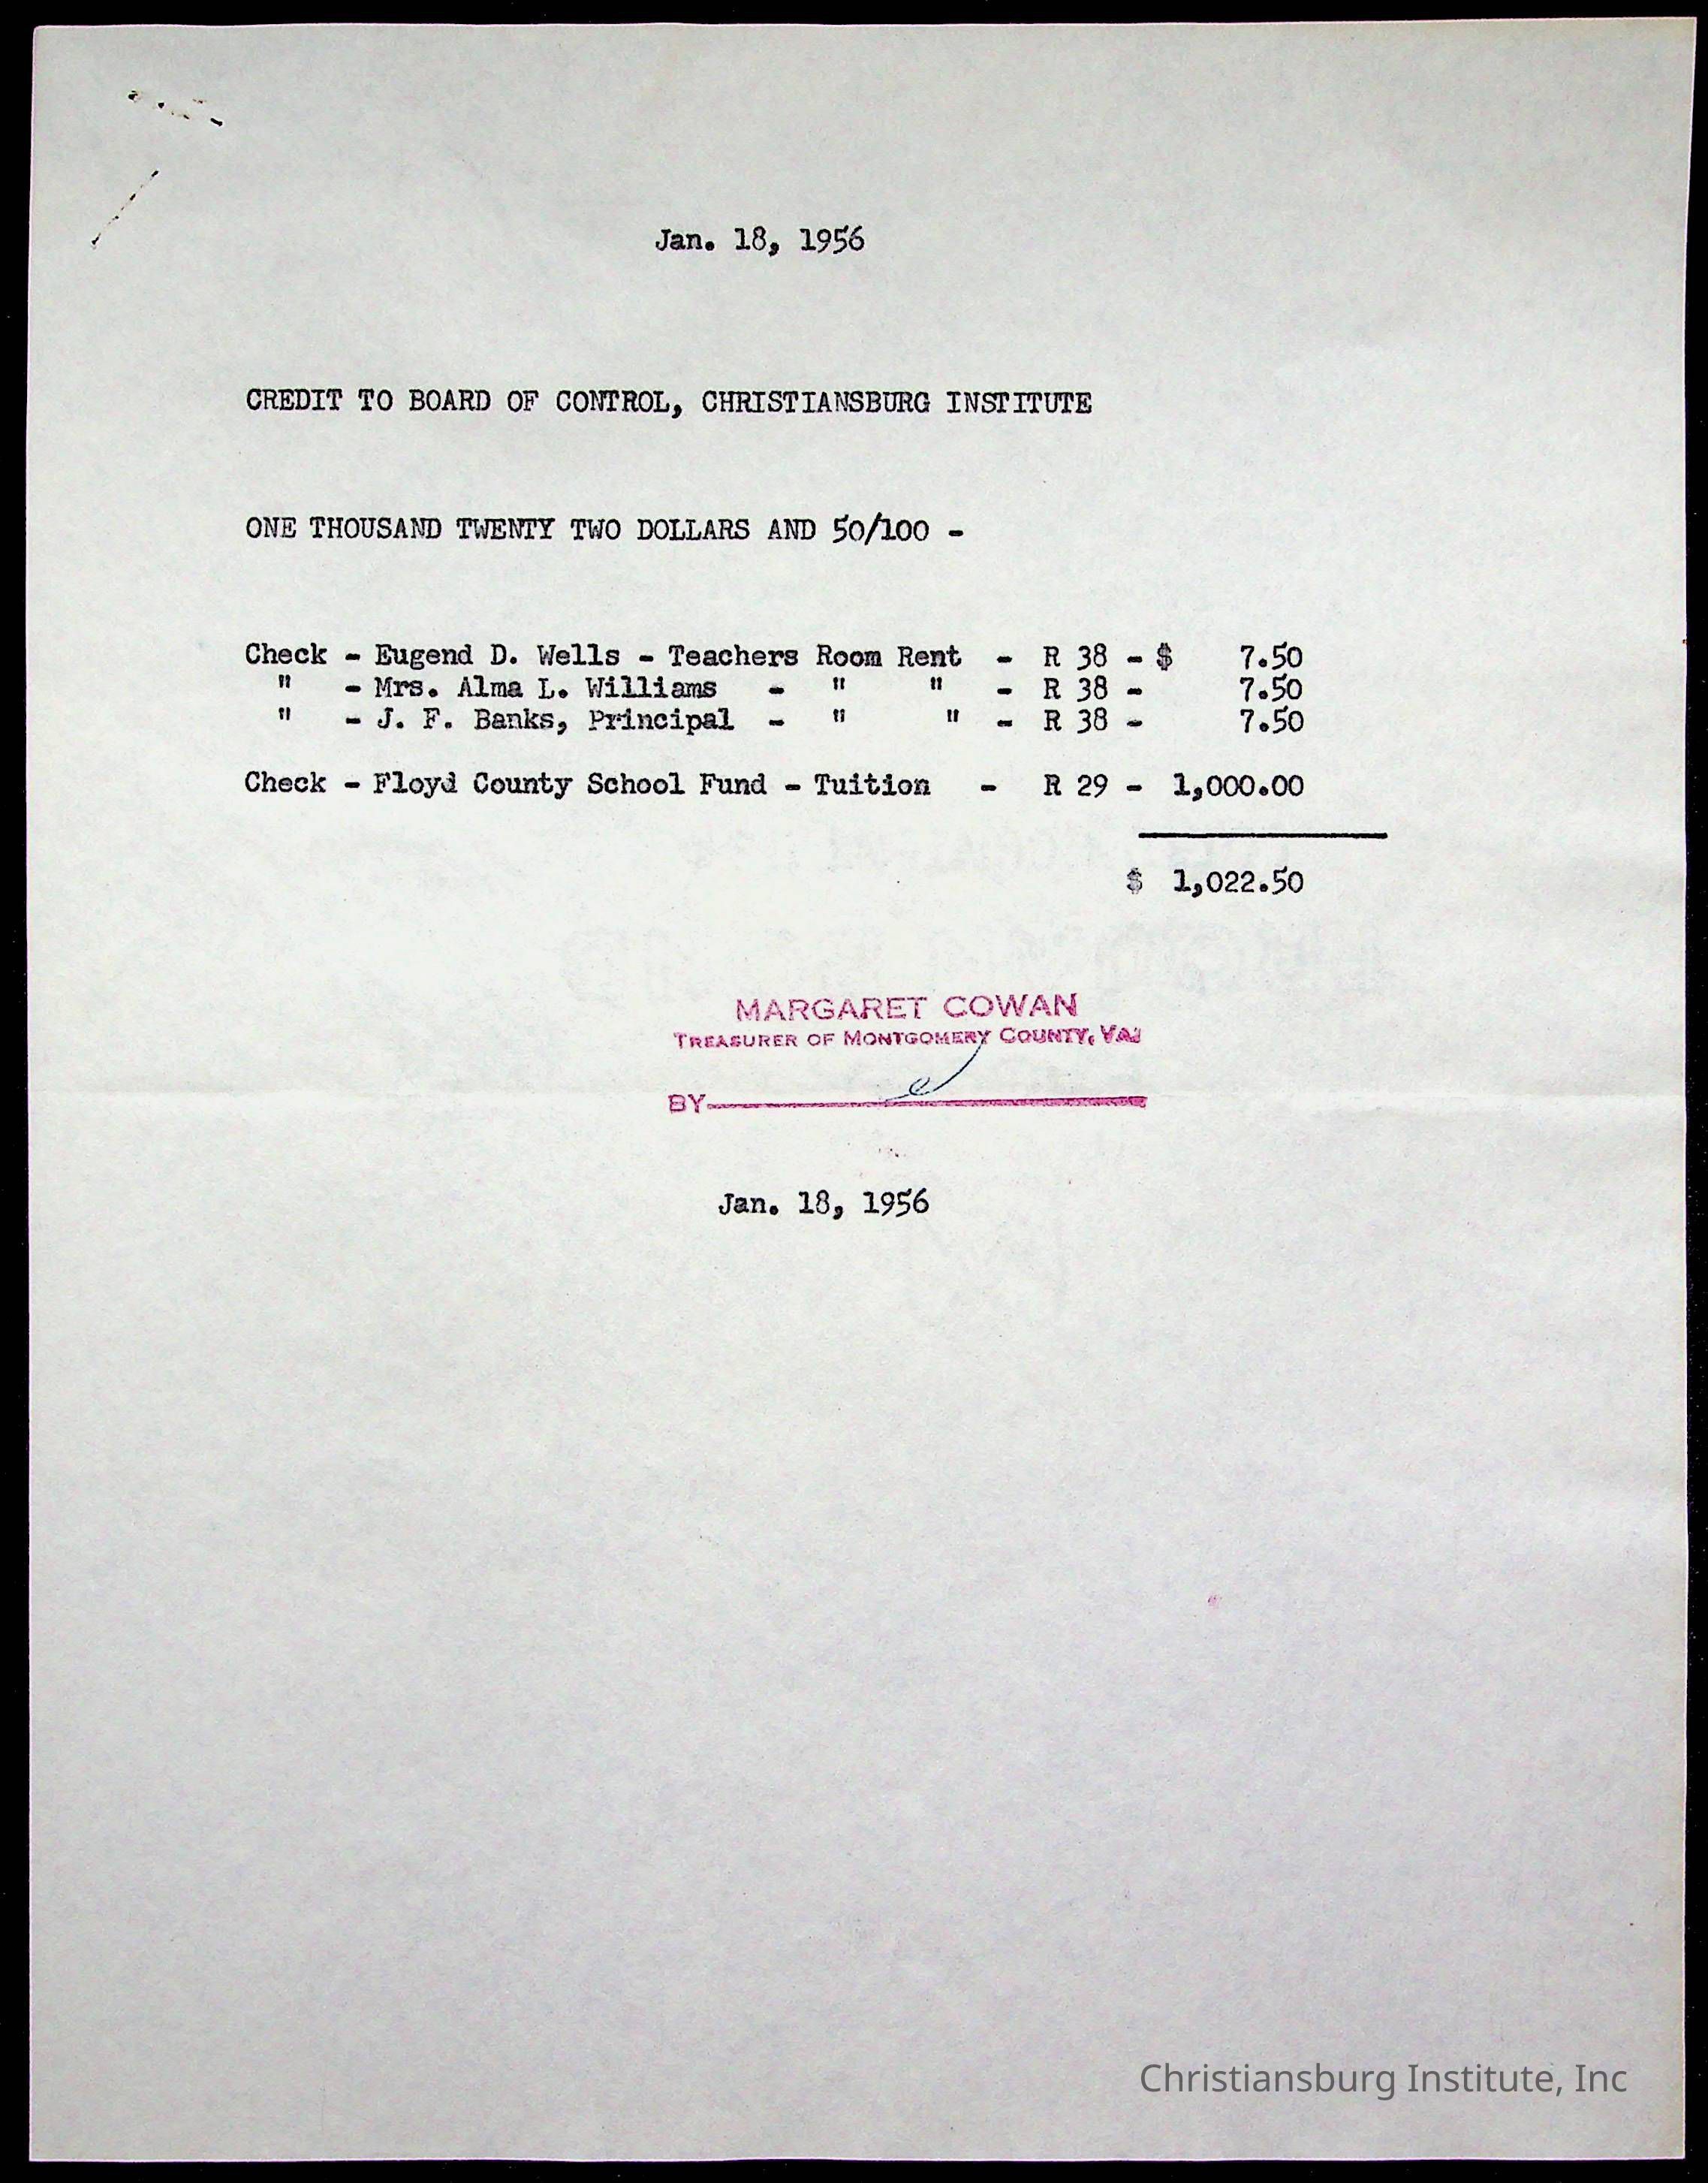 Jan. 18, 1956
CREDIT TO BOARD OF CONTROL, CHRISTIANSBURG INSTITUTE
ONE THOUSAND TWENTY TWO DOLLARS AND 50/100 -
Check - Eugend D. Wells - Teachers Room Rent - R 38 - $ 7.50
" - Mrs. Alma L. Williams - " " - R 38 - 7.50
" - J. F. Banks, Principal - " " - R 38 - 7.50
Check - Floyd County School Fund - Tuition - R 29 - 1,000.00
$ 1,022.50
MARGARET COWAN
TREASURER OF MONTGOMERY COUNTY, VA.
BY
Jan. 18, 1956
Christiansburg Institute, Inc